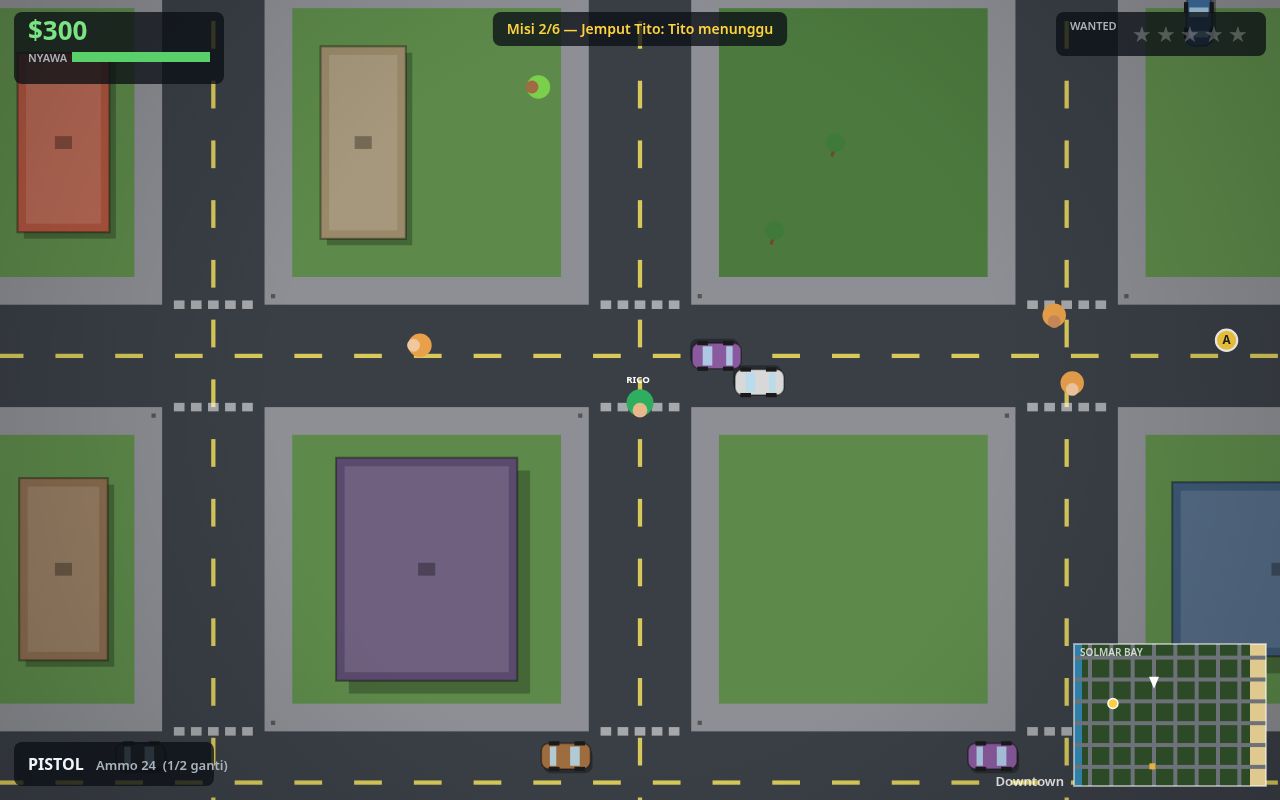 $300
NYAWA
Misi 2/6 — Jemput Tito: Tito menunggu
WANTED
A
RICO
SOLMAR BAY
PISTOL Ammo 24 (1/2 ganti)
Downtown